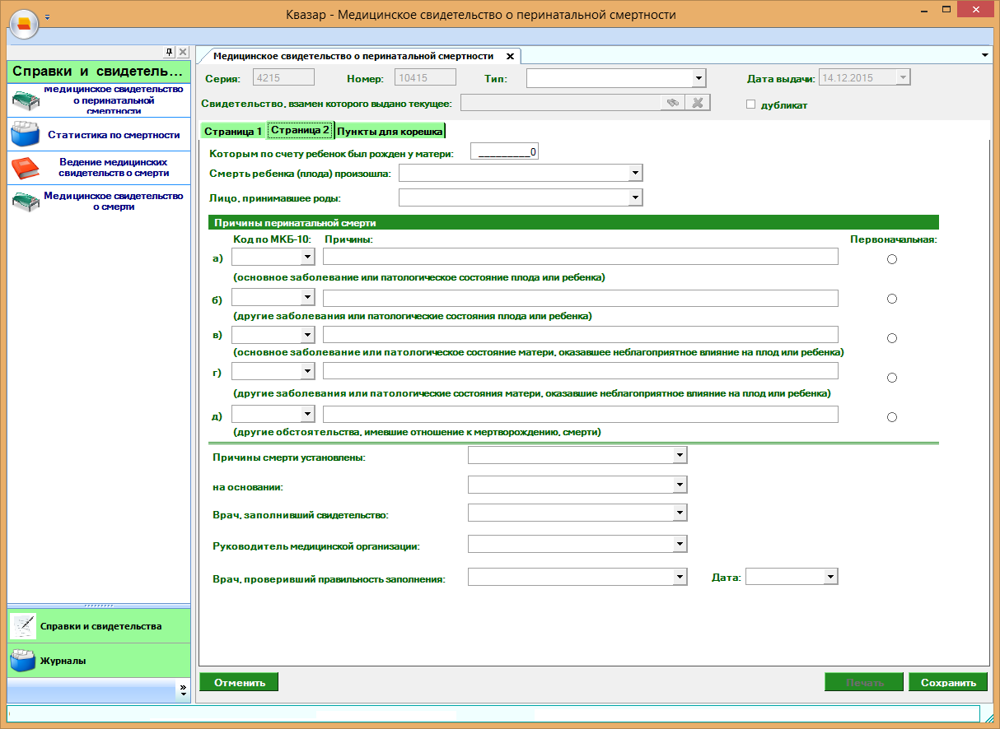 Квазар - Медицинское свидетельство о перинатальной смертности
Справки и свидетель...
Медицинское свидетельство
о перинатальной
смертности
Статистика по смертности
Ведение медицинских
свидетельств о смерти
Медицинское свидетельство
о смерти
Справки и свидетельства
Журналы
Медицинское свидетельство о перинатальной смертности
Серия: 4215 Номер: 10415 Тип: Дата выдачи: 14.12.2015
Свидетельство, взамен которого выдано текущее: дубликат
Страница 1 Страница 2 Пункты для корешка
Которым по счету ребенок был рожден у матери: _________0
Смерть ребенка (плода) произошла:
Лицо, принимавшее роды:
Причины перинатальной смерти
Код по МКБ-10: Причины: Первоначальная:
а)
(основное заболевание или патологическое состояние плода или ребенка)
б)
(другие заболевания или патологические состояния плода или ребенка)
в)
(основное заболевание или патологическое состояние матери, оказавшее неблагоприятное влияние на плод или ребенка)
г)
(другие заболевания или патологические состояния матери, оказавшие неблагоприятное влияние на плод или ребенка)
д)
(другие обстоятельства, имевшие отношение к мертворождению, смерти)
Причины смерти установлены:
на основании:
Врач, заполнивший свидетельство:
Руководитель медицинской организации:
Врач, проверивший правильность заполнения: Дата:
Отменить Печать Сохранить